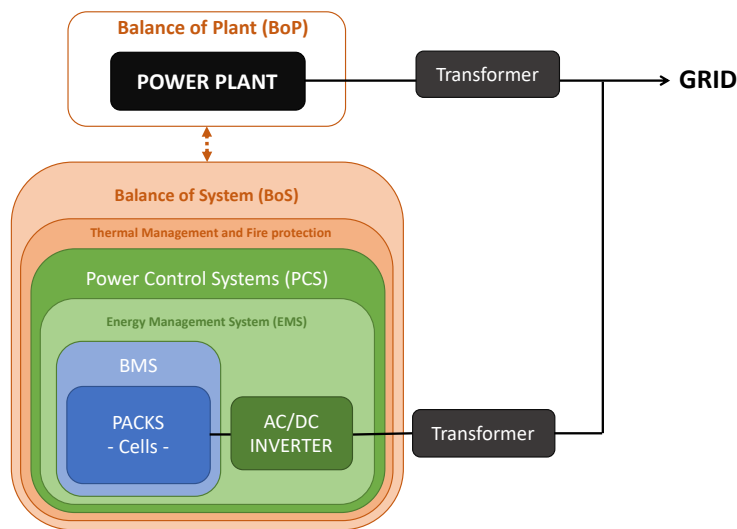 Balance of Plant (BoP)
POWER PLANT
Transformer
GRID
Balance of System (BoS)
Thermal Management and Fire protection
Power Control Systems (PCS)
Energy Management System (EMS)
BMS
PACKS
- Cells -
AC/DC
INVERTER
Transformer